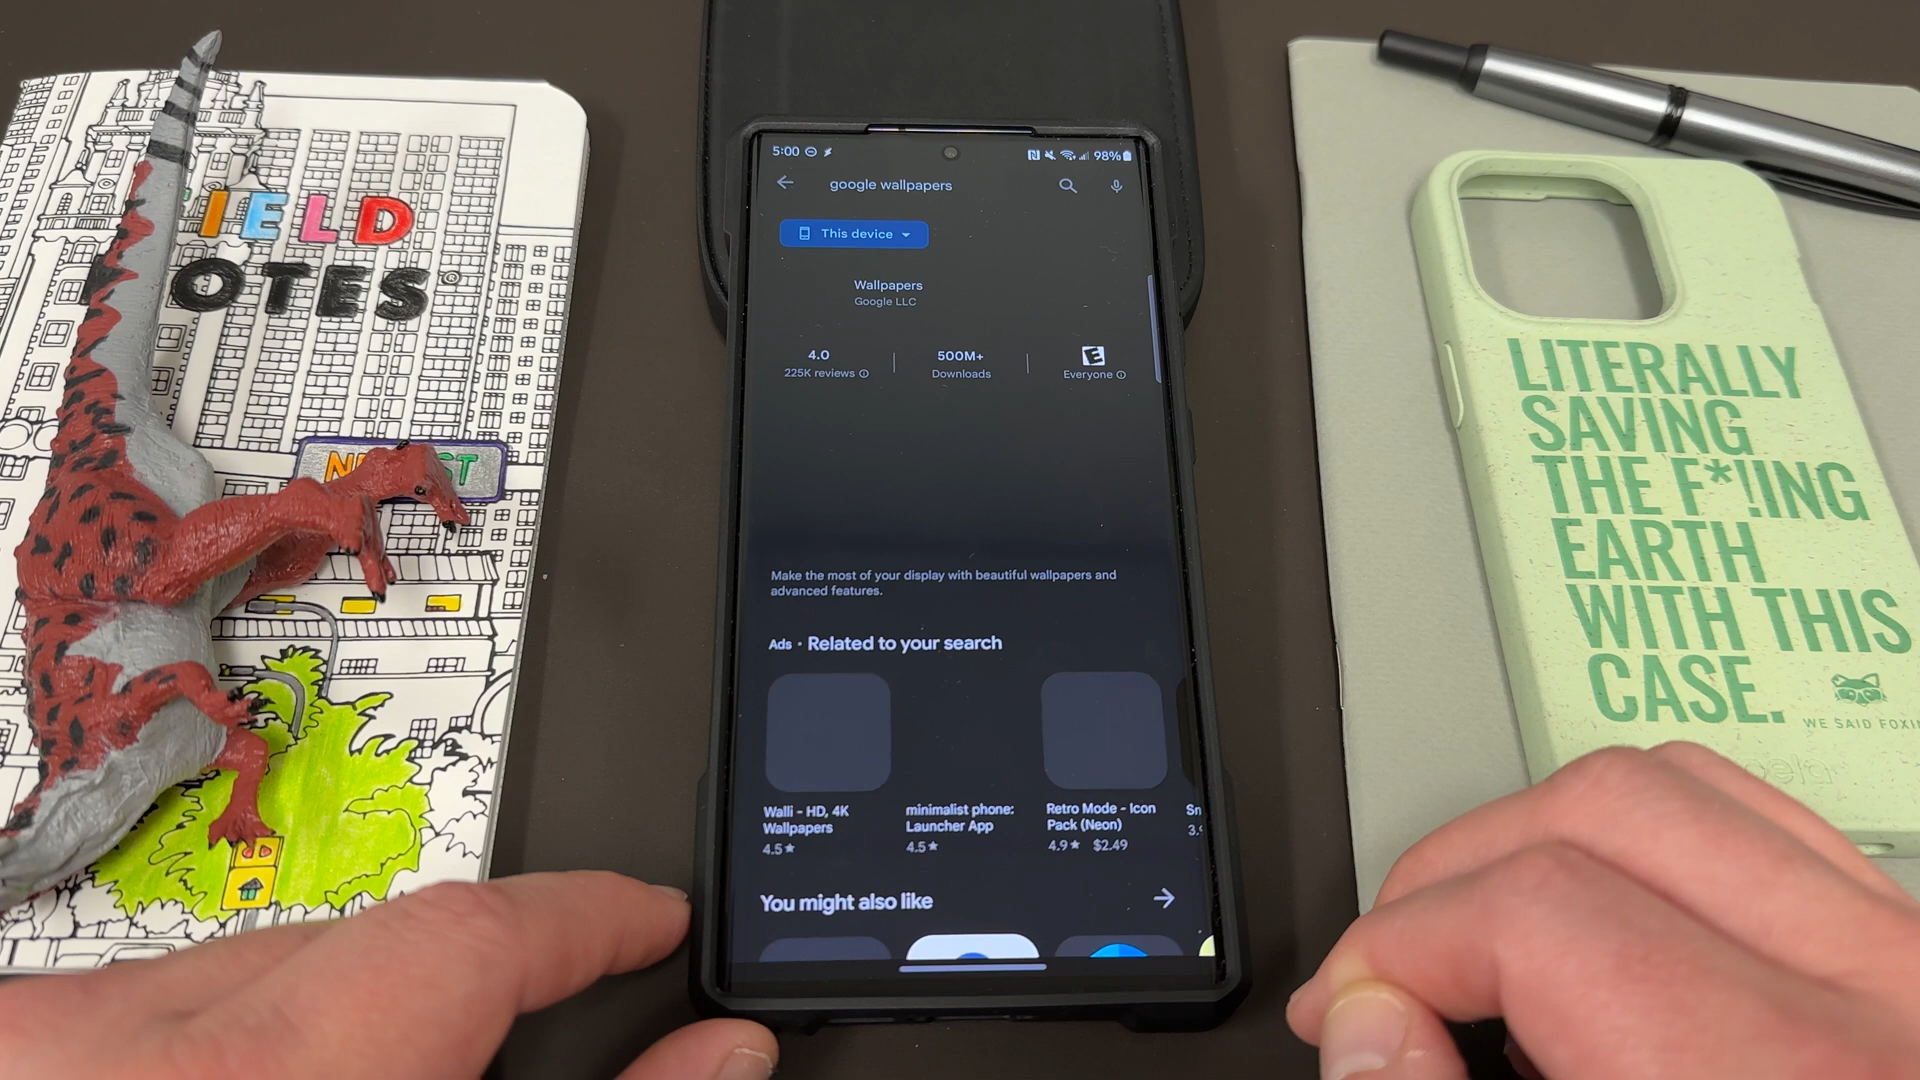 IELD
OTES®
5:00
98%
google wallpapers
This device
Wallpapers
Google LLC
4.0
225K reviews
500M+
Downloads
E
Everyone
Make the most of your display with beautiful wallpapers and
advanced features.
Ads • Related to your search
Walli - HD, 4K
Wallpapers
4.5★
minimalist phone:
Launcher App
4.5★
Retro Mode - Icon
Pack (Neon)
4.9★ $2.49
You might also like
LITERALLY
SAVING
THE F*!ING
EARTH
WITH THIS
CASE.
WE SAID FOXIN